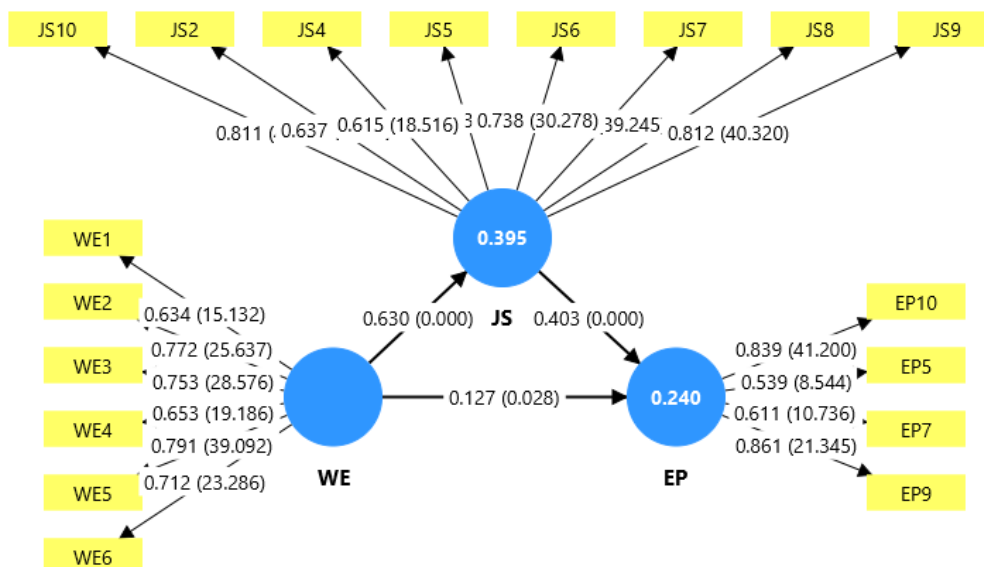 JS10 JS2 JS4 JS5 JS6 JS7 JS8 JS9
0.811 ( 0.637 0.615 (18.516) 0.738 (30.278) 39.245 0.812 (40.320)
0.395
JS
WE1
WE2
WE3
WE4
WE5
WE6
0.634 (15.132)
0.772 (25.637)
0.753 (28.576)
0.653 (19.186)
0.791 (39.092)
0.712 (23.286)
0.630 (0.000)
0.403 (0.000)
0.127 (0.028)
WE
0.240
EP
0.839 (41.200)
0.539 (8.544)
0.611 (10.736)
0.861 (21.345)
EP10
EP5
EP7
EP9